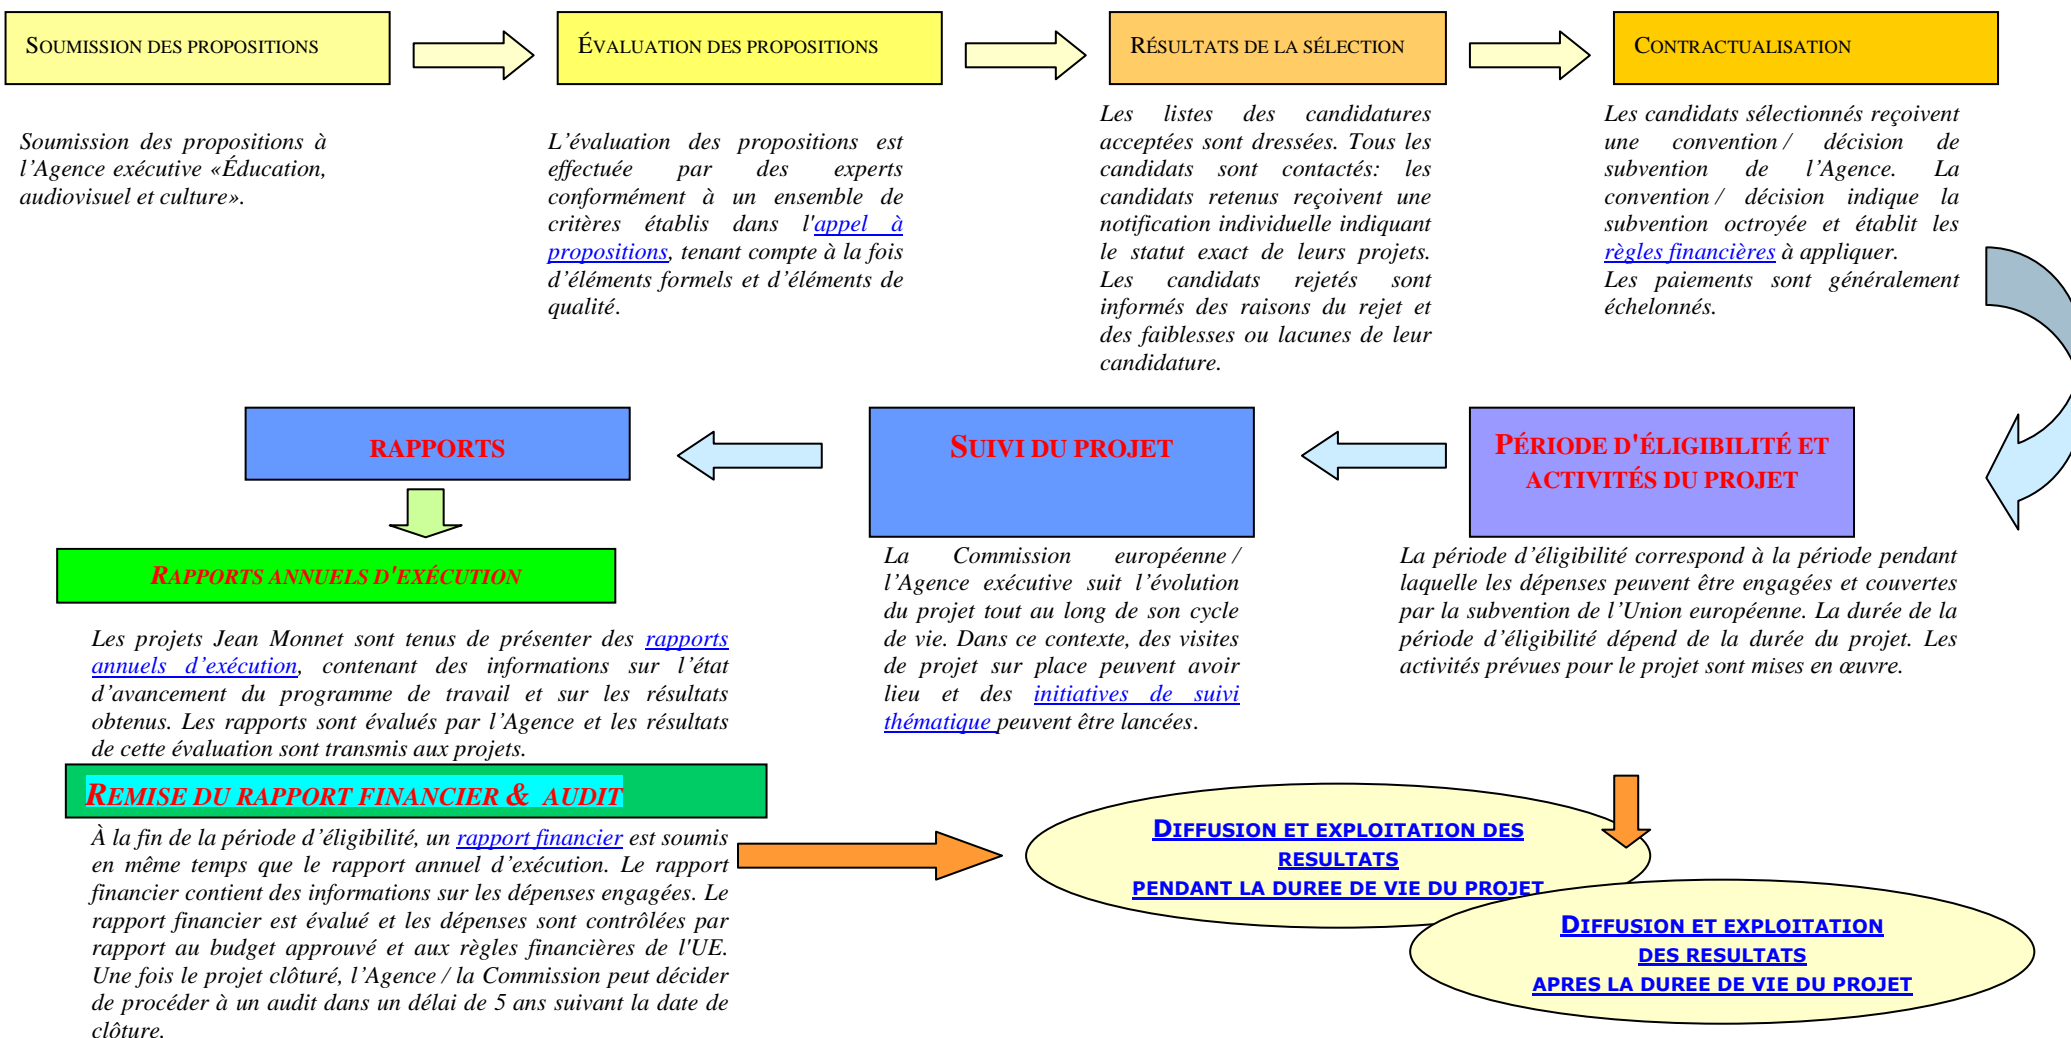 SOUMISSION DES PROPOSITIONS
ÉVALUATION DES PROPOSITIONS
RÉSULTATS DE LA SÉLECTION
CONTRACTUALISATION
Soumission des propositions à
l’Agence exécutive «Éducation,
audiovisuel et culture».
L’évaluation des propositions est
effectuée par des experts
conformément à un ensemble de
critères établis dans l'appel à
propositions, tenant compte à la fois
d’éléments formels et d’éléments de
qualité.
Les listes des candidatures
acceptées sont dressées. Tous les
candidats sont contactés: les
candidats retenus reçoivent une
notification individuelle indiquant
le statut exact de leurs projets.
Les candidats rejetés sont
informés des raisons du rejet et
des faiblesses ou lacunes de leur
candidature.
Les candidats sélectionnés reçoivent
une convention / décision de
subvention de l’Agence. La
convention / décision indique la
subvention octroyée et établit les
règles financières à appliquer.
Les paiements sont généralement
échelonnés.
RAPPORTS
SUIVI DU PROJET
PÉRIODE D'ÉLIGIBILITÉ ET
ACTIVITÉS DU PROJET
RAPPORTS ANNUELS D'EXÉCUTION
Les projets Jean Monnet sont tenus de présenter des rapports
annuels d’exécution, contenant des informations sur l’état
d’avancement du programme de travail et sur les résultats
obtenus. Les rapports sont évalués par l’Agence et les résultats
de cette évaluation sont transmis aux projets.
La Commission européenne /
l’Agence exécutive suit l’évolution
du projet tout au long de son cycle
de vie. Dans ce contexte, des visites
de projet sur place peuvent avoir
lieu et des initiatives de suivi
thématique peuvent être lancées.
La période d’éligibilité correspond à la période pendant
laquelle les dépenses peuvent être engagées et couvertes
par la subvention de l’Union européenne. La durée de la
période d’éligibilité dépend de la durée du projet. Les
activités prévues pour le projet sont mises en œuvre.
REMISE DU RAPPORT FINANCIER & AUDIT
À la fin de la période d’éligibilité, un rapport financier est soumis
en même temps que le rapport annuel d’exécution. Le rapport
financier contient des informations sur les dépenses engagées. Le
rapport financier est évalué et les dépenses sont contrôlées par
rapport au budget approuvé et aux règles financières de l'UE.
Une fois le projet clôturé, l’Agence / la Commission peut décider
de procéder à un audit dans un délai de 5 ans suivant la date de
clôture.
DIFFUSION ET EXPLOITATION DES
RESULTATS
PENDANT LA DUREE DE VIE DU PROJET
DIFFUSION ET EXPLOITATION
DES RESULTATS
APRES LA DUREE DE VIE DU PROJET